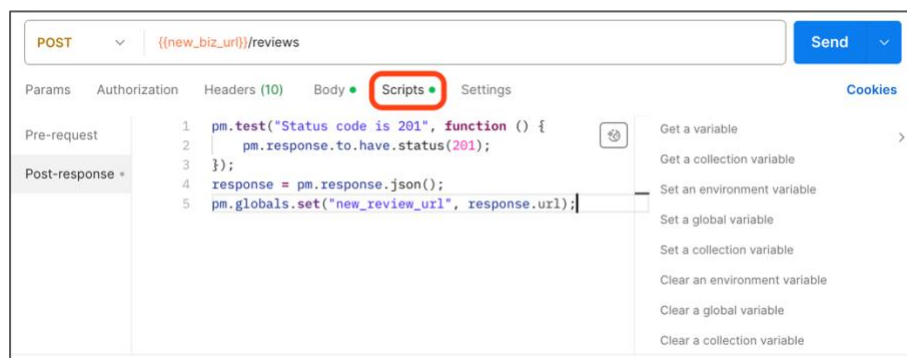 POST {{new_biz_url}}/reviews Send
Params Authorization Headers (10) Body Scripts Settings Cookies
Pre-request
Post-response
1 pm.test("Status code is 201", function () {
2 pm.response.to.have.status(201);
3 });
4 response = pm.response.json();
5 pm.globals.set("new_review_url", response.url);
Get a variable
Get a collection variable
Set an environment variable
Set a global variable
Set a collection variable
Clear an environment variable
Clear a global variable
Clear a collection variable